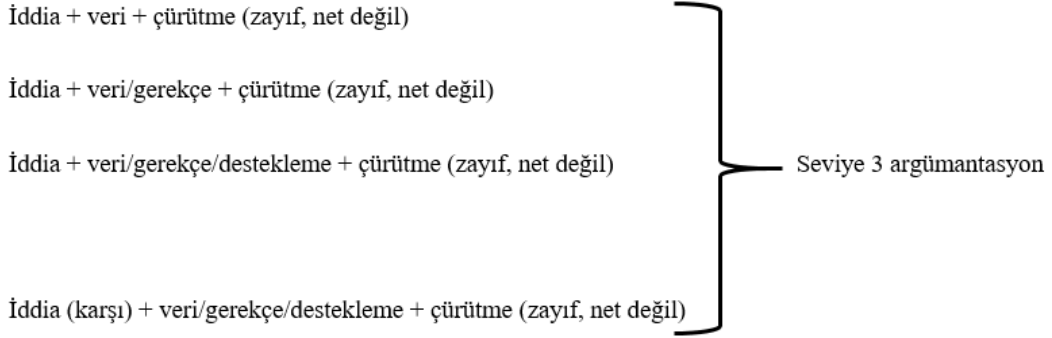 İddia + veri + çürütme (zayıf, net değil)
İddia + veri/gerekçe + çürütme (zayıf, net değil)
İddia + veri/gerekçe/destekleme + çürütme (zayıf, net değil)
Seviye 3 argümantasyon
İddia (karşı) + veri/gerekçe/destekleme + çürütme (zayıf, net değil)